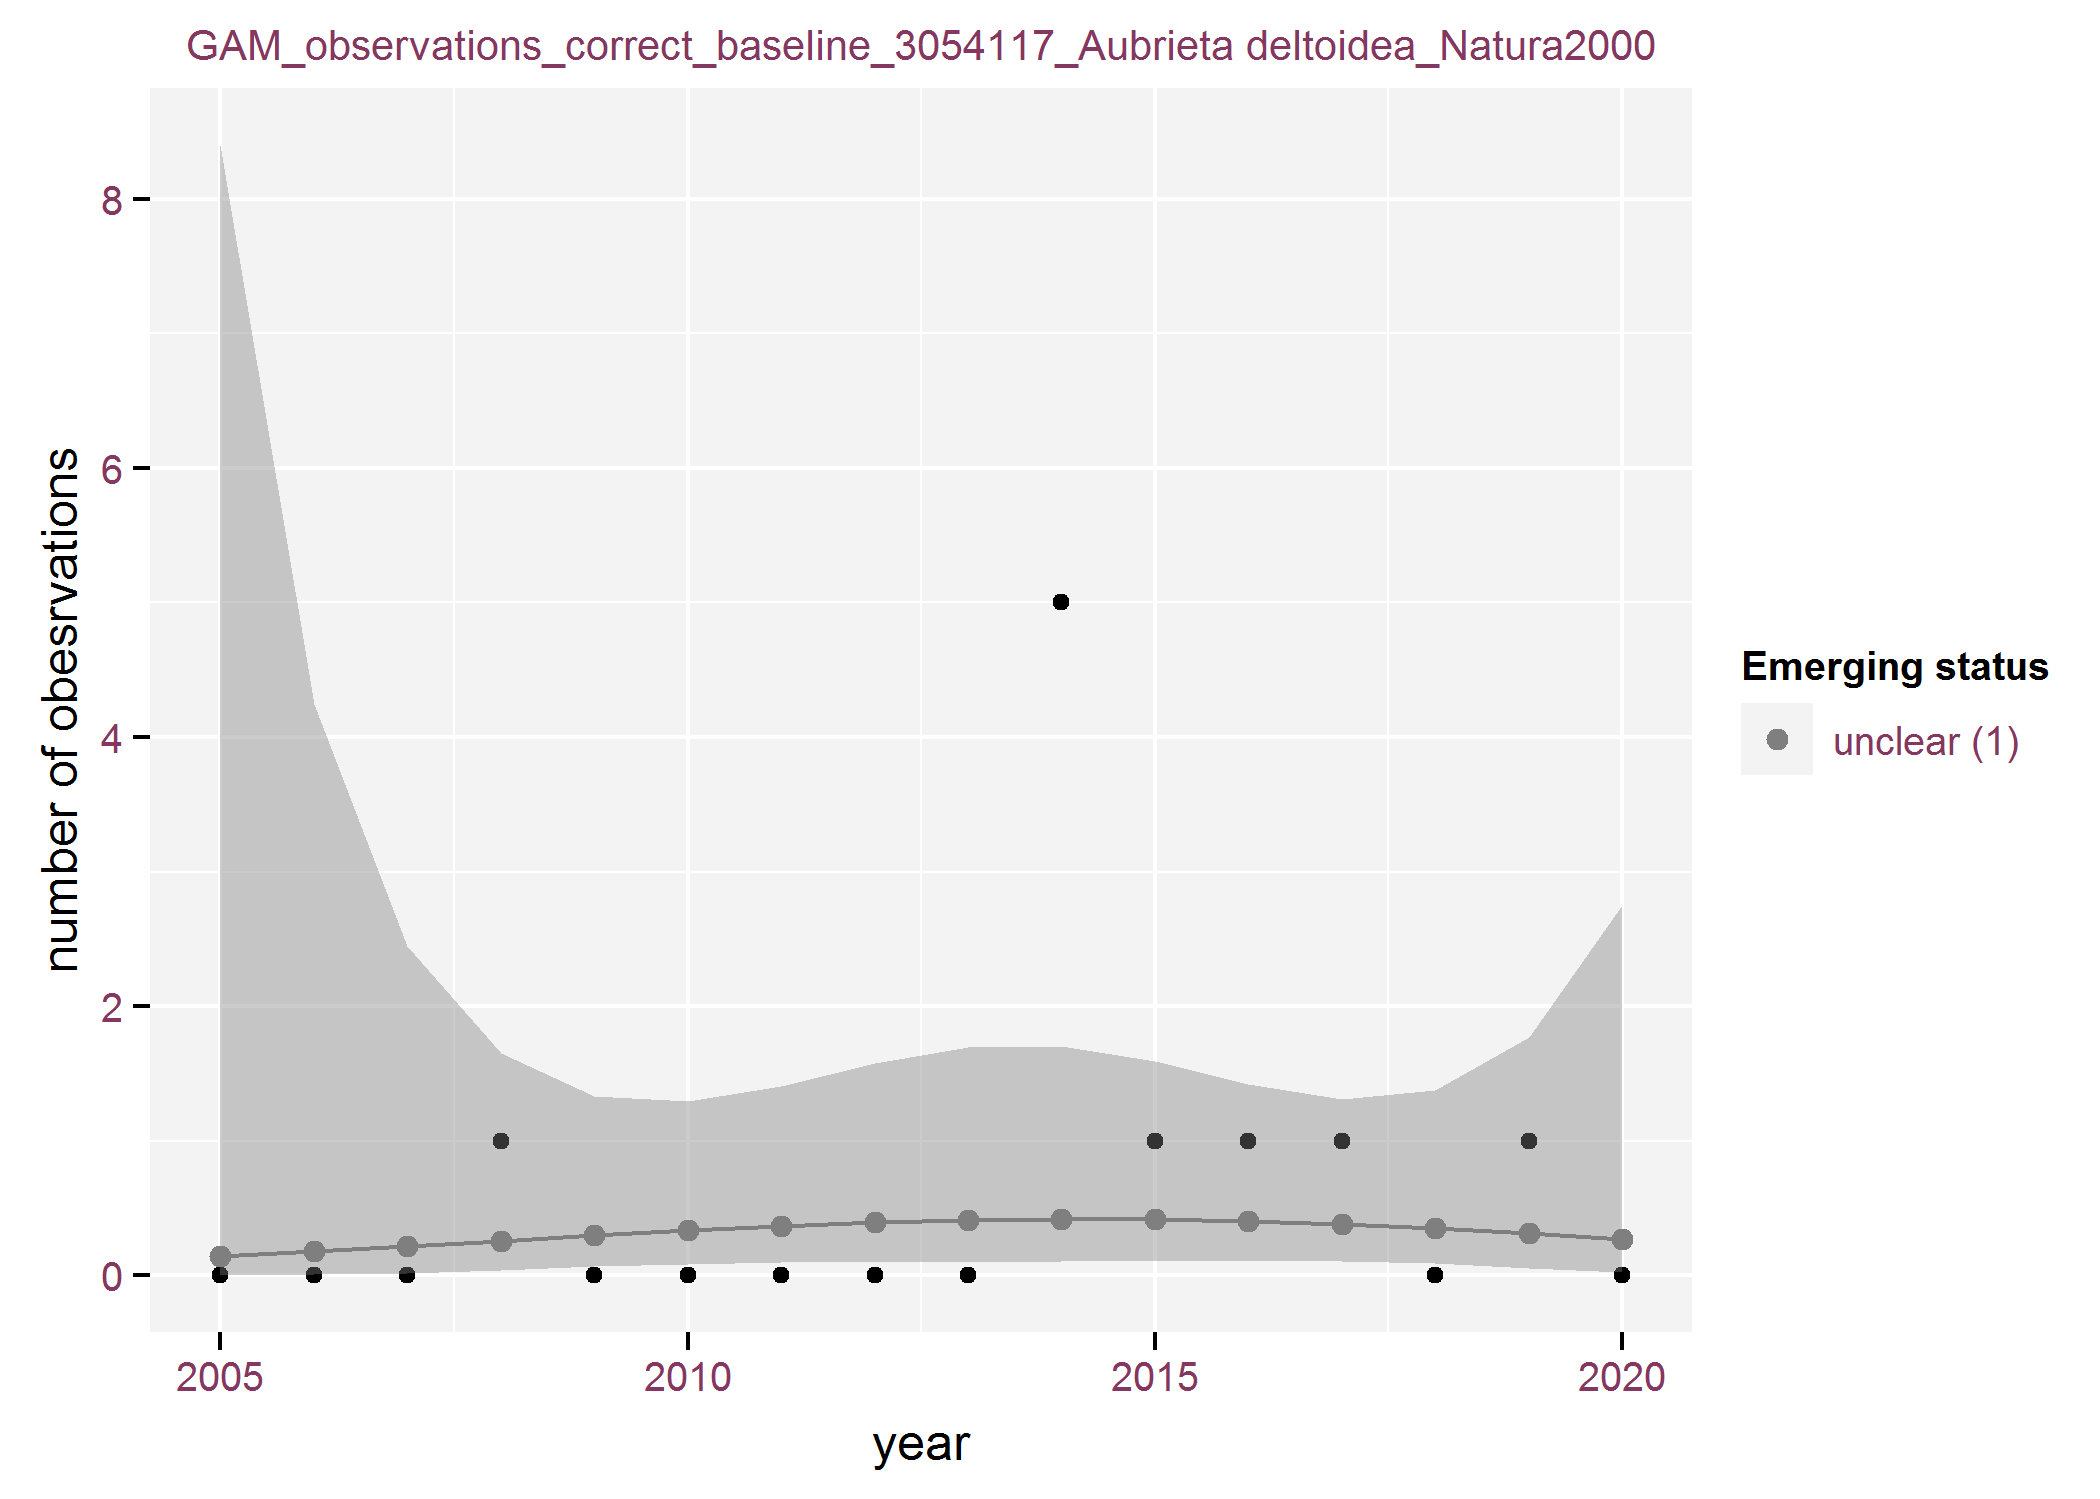 GAM_observations_correct_baseline_3054117_Aubrieta deltoidea_Natura2000
8
6
4
2
0
number of obesrvations
2005 2010 2015 2020
year
Emerging status
unclear (1)